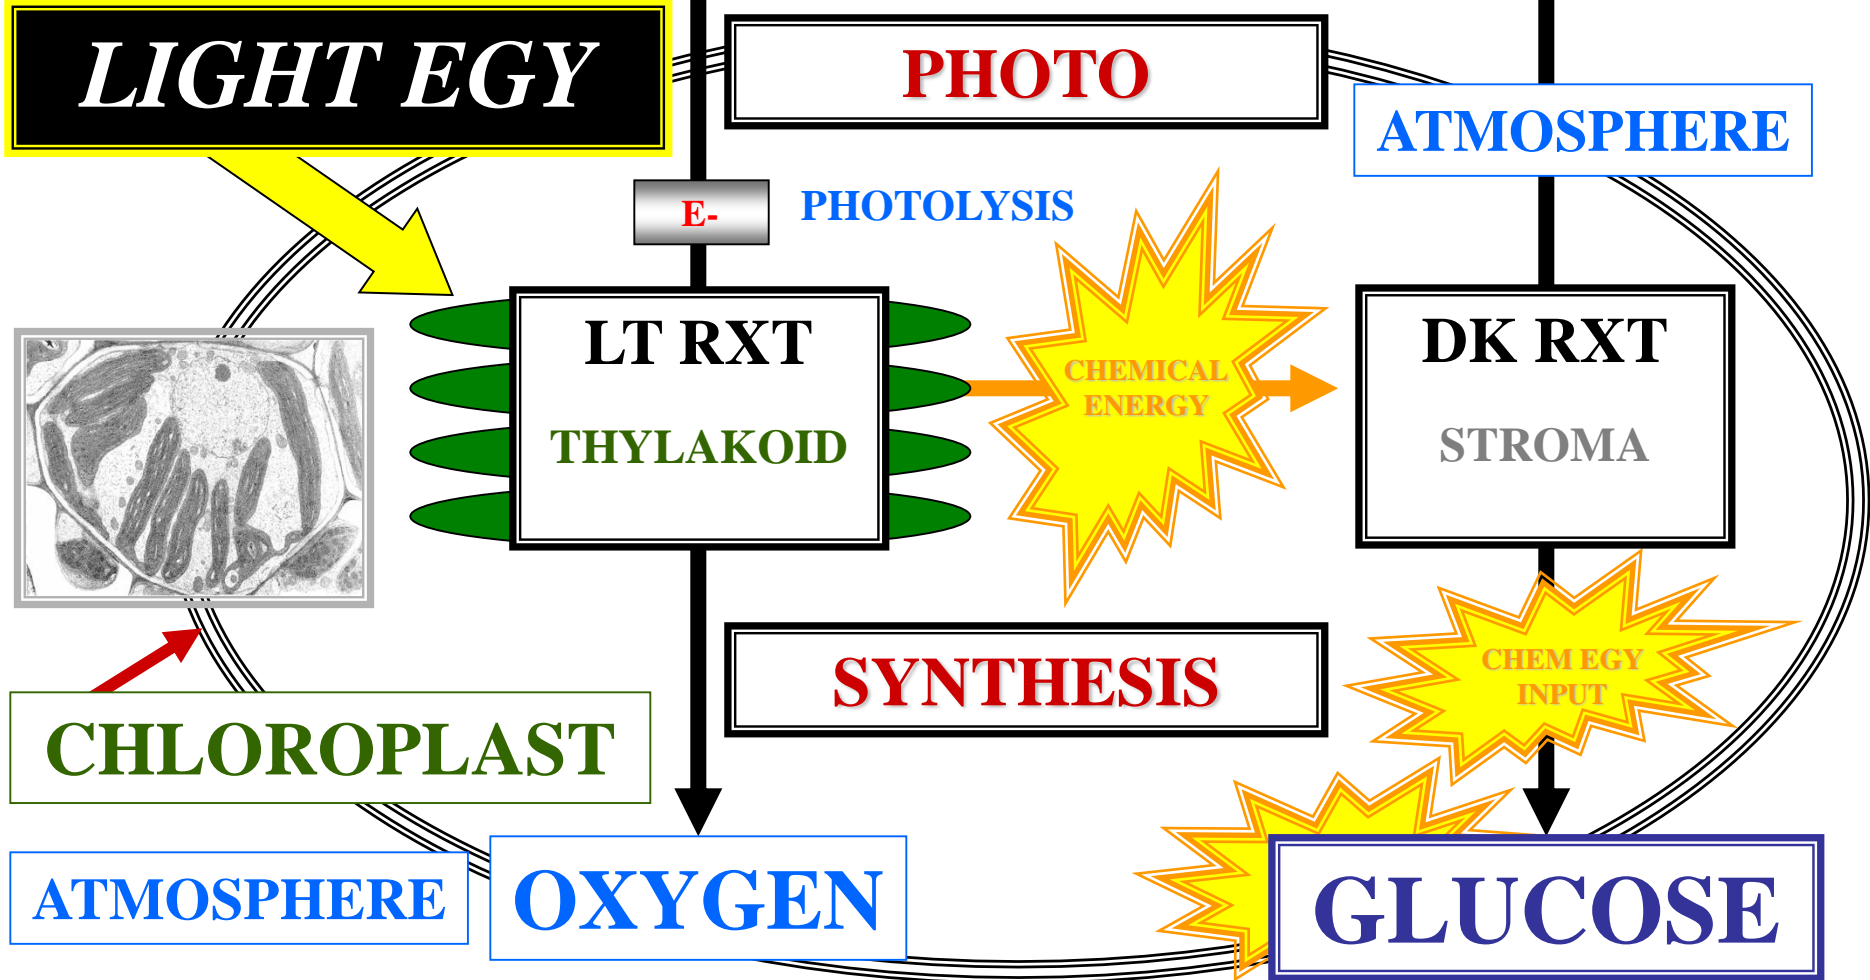 LIGHT EGY
PHOTO
ATMOSPHERE
E-
PHOTOLYSIS
LT RXT
THYLAKOID
CHEMICAL
ENERGY
DK RXT
STROMA
SYNTHESIS
CHEM EGY
INPUT
CHLOROPLAST
ATMOSPHERE
OXYGEN
GLUCOSE